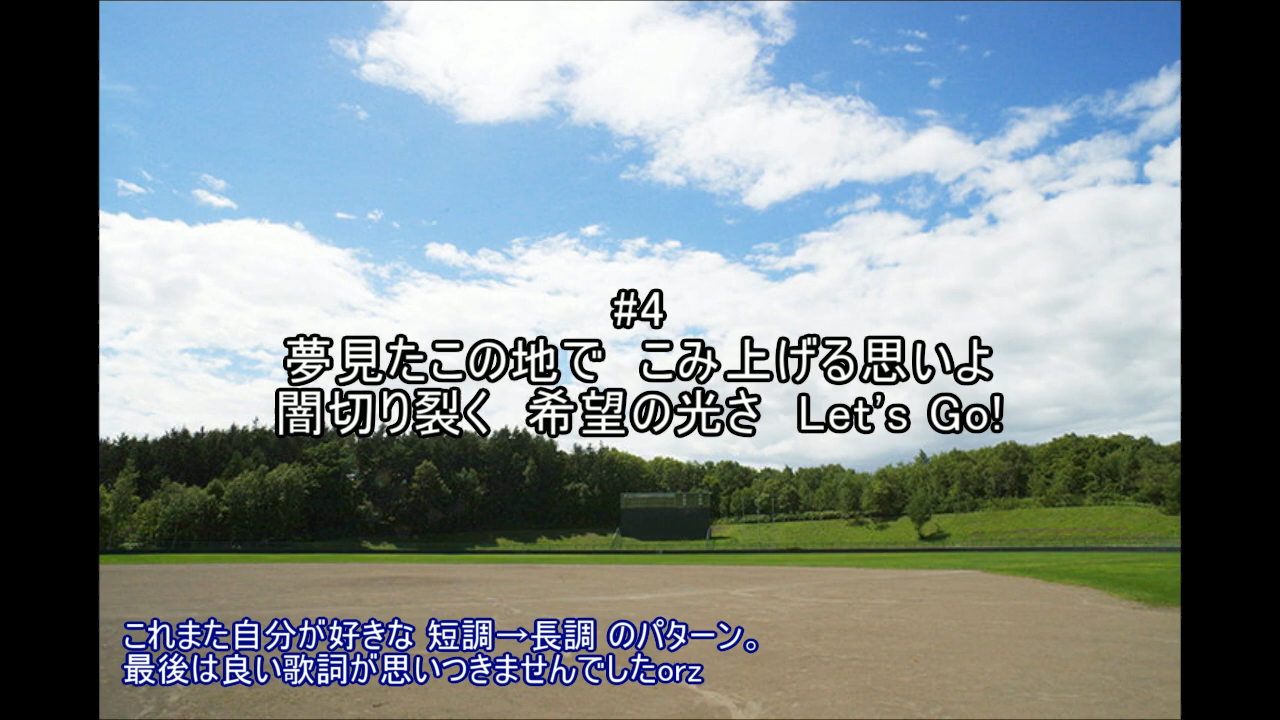 #4
夢見たこの地で　こみ上げる思いよ
闇切り裂く　希望の光さ　Let's Go!
これまた自分が好きな 短調→長調 のパターン。
最後は良い歌詞が思いつきませんでしたorz